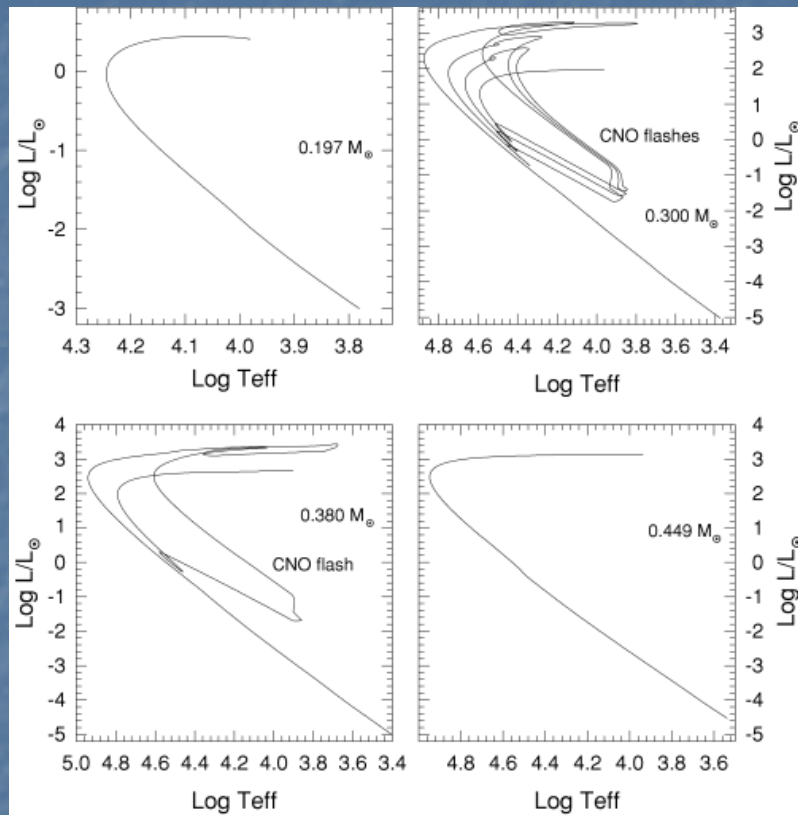 Log L/L☉
0
-1
-2
-3
0.197 M☉
4.3 4.2 4.1 4.0 3.9 3.8
Log Teff
3
2
1
0
-1
-2
-3
-4
-5
Log L/L☉
CNO flashes
0.300 M☉
4.8 4.6 4.4 4.2 4.0 3.8 3.6 3.4
Log Teff
Log L/L☉
4
3
2
1
0
-1
-2
-3
-4
-5
0.380 M☉
CNO flash
5.0 4.8 4.6 4.4 4.2 4.0 3.8 3.6 3.4
Log Teff
4
3
2
1
0
-1
-2
-3
-4
-5
Log L/L☉
0.449 M☉
4.8 4.6 4.4 4.2 4.0 3.8 3.6
Log Teff